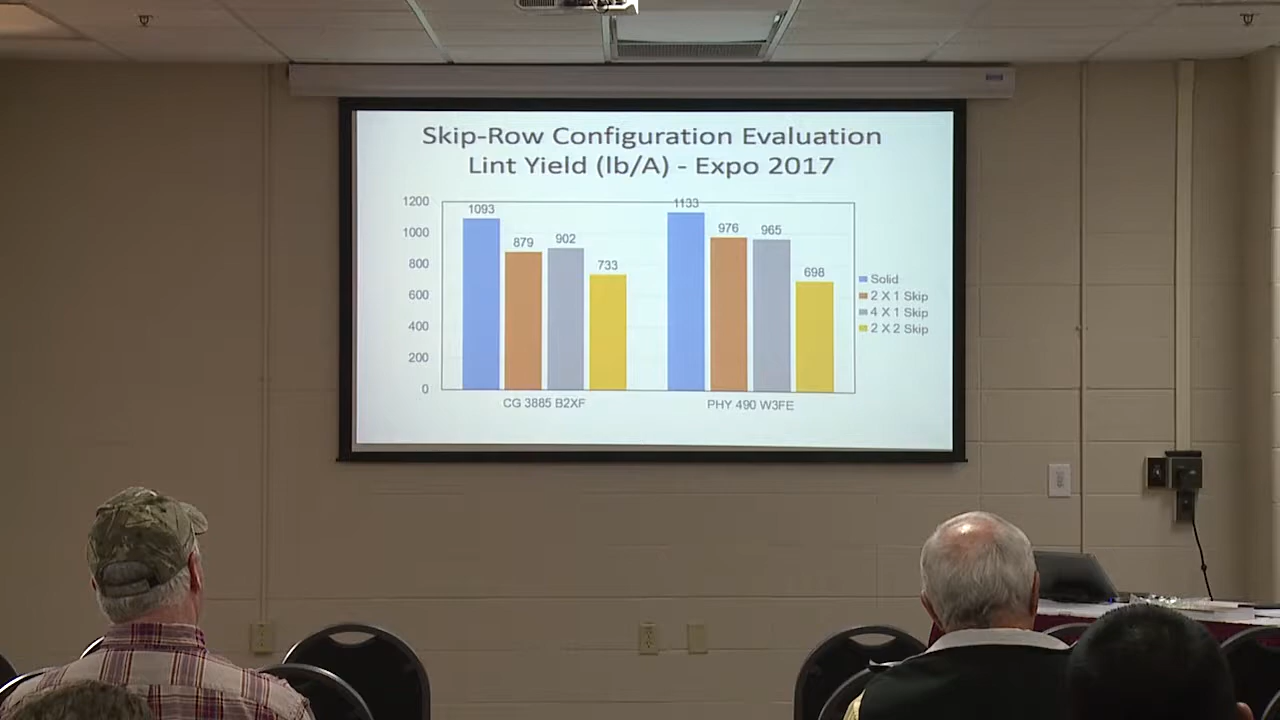 Skip-Row Configuration Evaluation
Lint Yield (lb/A) - Expo 2017
1200
1000
800
600
400
200
0
1093
879
902
733
1133
976
965
698
CG 3885 B2XF
PHY 490 W3FE
Solid
2 X 1 Skip
4 X 1 Skip
2 X 2 Skip